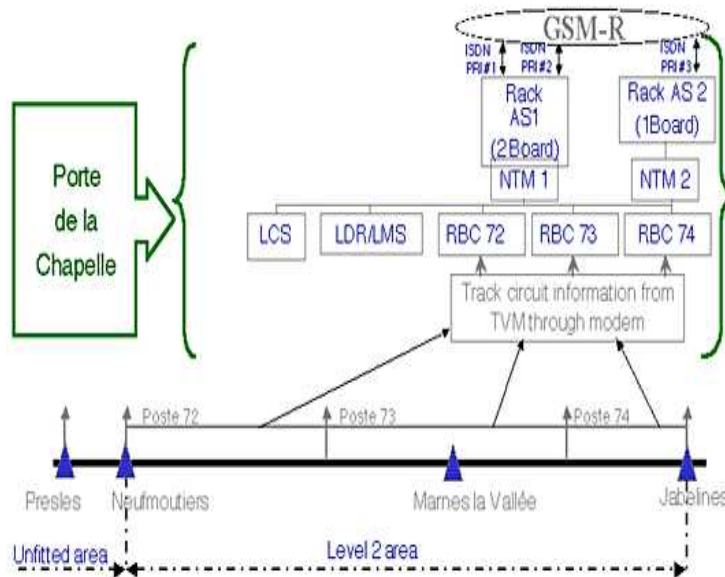 GSM-R
ISDN
PRI#1
ISDN
PRI#2
ISDN
PRI#3
Rack
AS1
(2Board)
Rack AS 2
(1Board)
Porte
de la
Chapelle
NTM 1
NTM 2
LCS
LDR/LMS
RBC 72
RBC 73
RBC 74
Track circuit information from
TVM through modem
Poste 72
Poste 73
Poste 74
Presles
Neufmoutiers
Marnes la Vallée
Jabelines
Unfitted area
Level 2 area